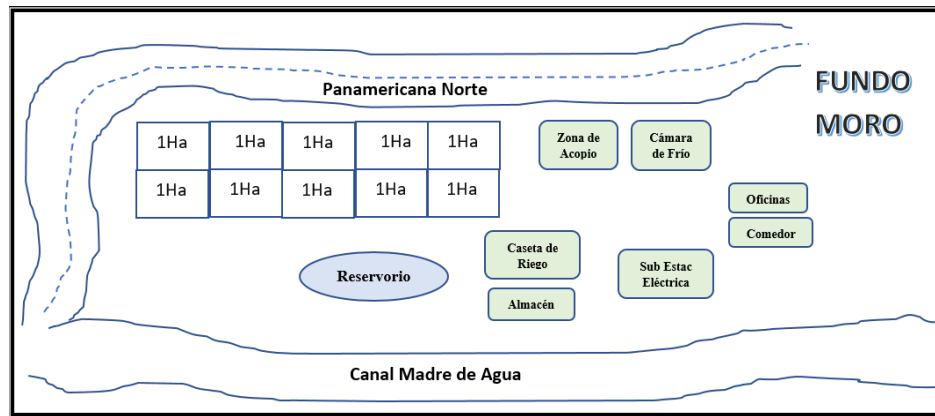 Panamericana Norte
FUNDO
MORO
1Ha 1Ha 1Ha 1Ha 1Ha
1Ha 1Ha 1Ha 1Ha 1Ha
Zona de
Acopio
Cámara
de Frío
Oficinas
Comedor
Caseta de
Riego
Almacén
Sub Estac
Eléctrica
Reservorio
Canal Madre de Agua